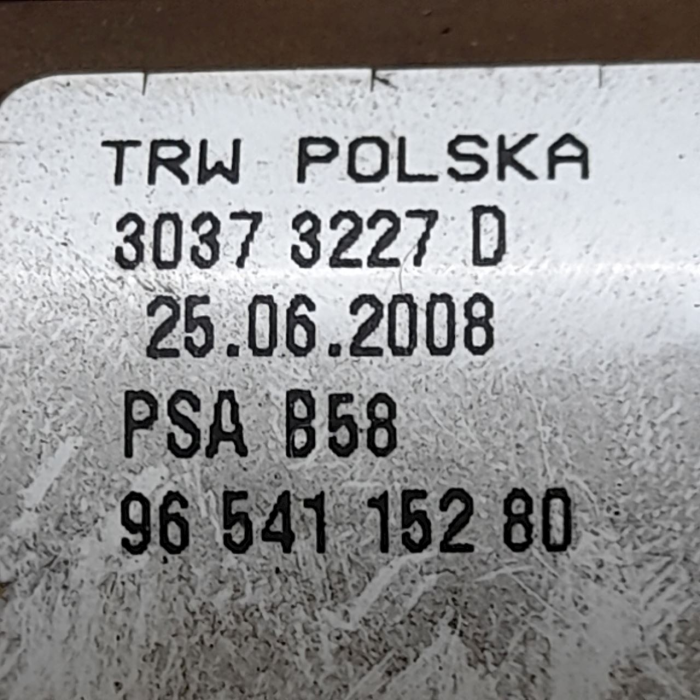 TRW POLSKA
3037 3227 D
25.06.2008
PSA B58
96 541 152 80